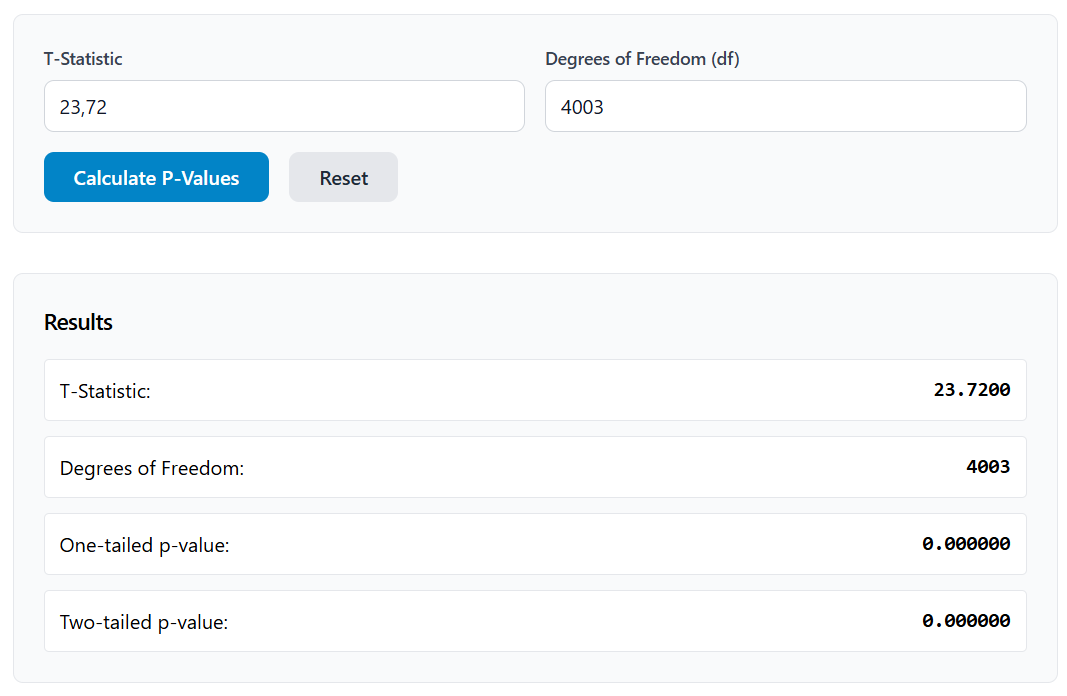 T-Statistic
Degrees of Freedom (df)
23,72
4003
Calculate P-Values
Reset
Results
T-Statistic: 23.7200
Degrees of Freedom: 4003
One-tailed p-value: 0.000000
Two-tailed p-value: 0.000000